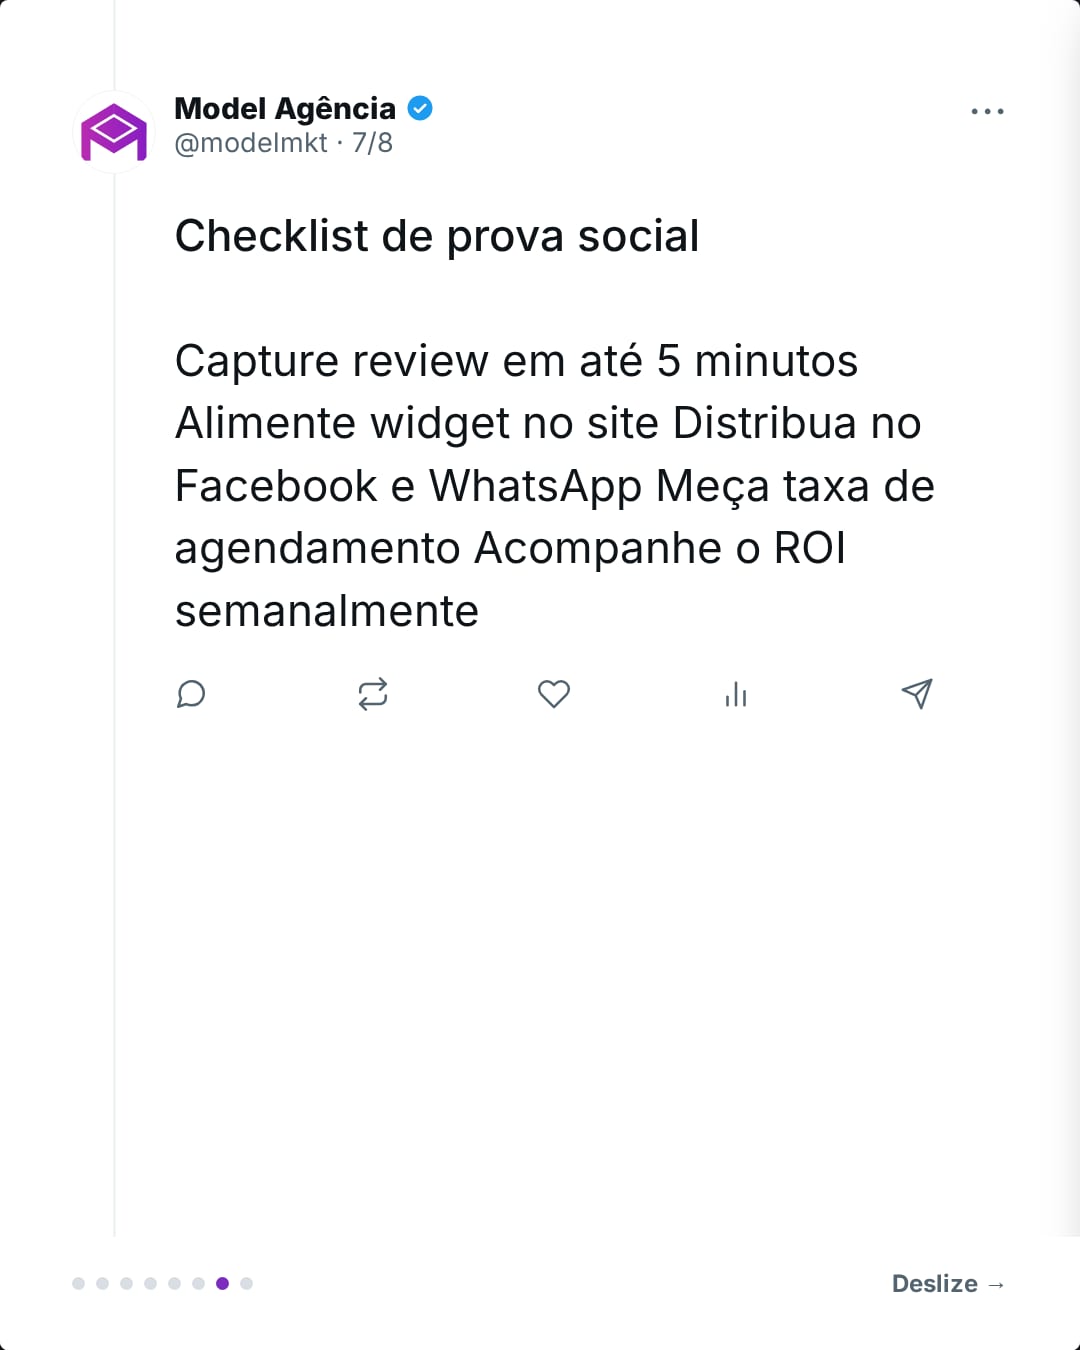 Model Agência
@modelmkt · 7/8
Checklist de prova social
Capture review em até 5 minutos
Alimente widget no site Distribua no
Facebook e WhatsApp Meça taxa de
agendamento Acompanhe o ROI
semanalmente
Deslize →